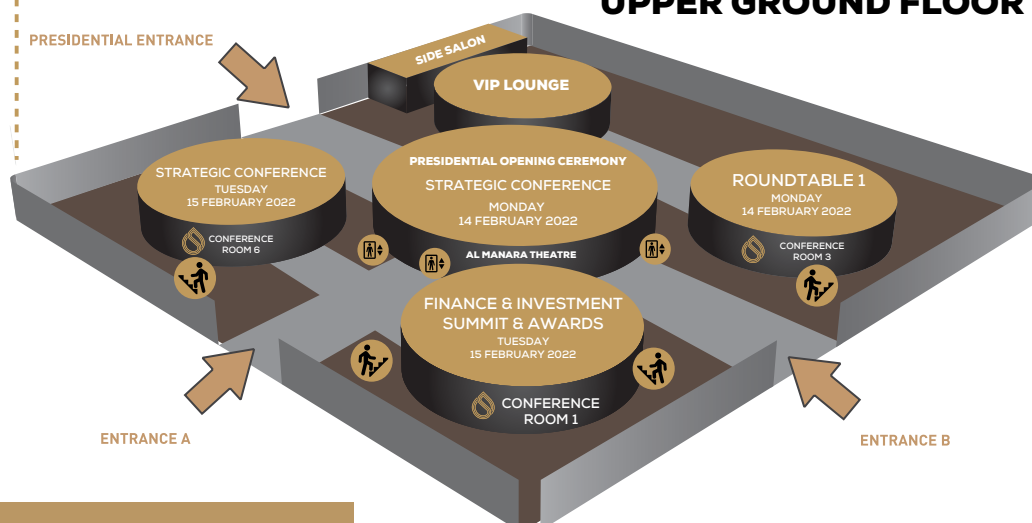 UPPER GROUND FLOOR
PRESIDENTIAL ENTRANCE
SIDE SALON
VIP LOUNGE
STRATEGIC CONFERENCE
TUESDAY
15 FEBRUARY 2022
CONFERENCE
ROOM 6
PRESIDENTIAL OPENING CEREMONY
STRATEGIC CONFERENCE
MONDAY
14 FEBRUARY 2022
AL MANARA THEATRE
ROUNDTABLE 1
MONDAY
14 FEBRUARY 2022
CONFERENCE
ROOM 3
FINANCE & INVESTMENT
SUMMIT & AWARDS
TUESDAY
15 FEBRUARY 2022
CONFERENCE
ROOM 1
ENTRANCE A
ENTRANCE B